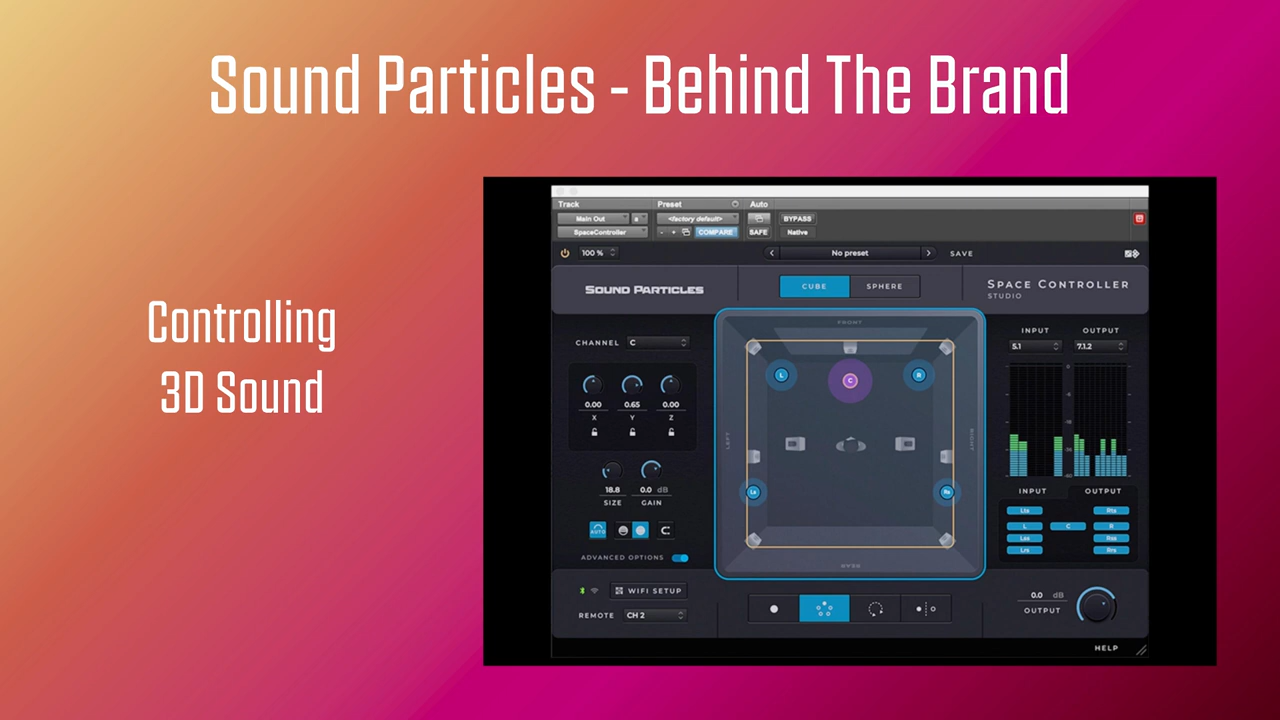 Sound Particles - Behind The Brand
Controlling
3D Sound
Track
Preset
Auto
Main Out
a
<factory default>
SpaceController
- +
COMPARE
SAFE
BYPASS
Native
100 %
No preset
SAVE
SOUND PARTICLES
CUBE
SPHERE
SPACE CONTROLLER
STUDIO
CHANNEL C
0.00 0.65 0.00
X Y Z
18.8 0.0 dB
SIZE GAIN
AUTO
ADVANCED OPTIONS
WIFI SETUP
REMOTE CH 2
FRONT
LEFT
RIGHT
REAR
L
C
R
Ls
Rs
INPUT OUTPUT
5.1 7.1.2
INPUT OUTPUT
Lts Rts
L C R
Lss Rss
Lrs Rrs
0.0 dB
OUTPUT
HELP